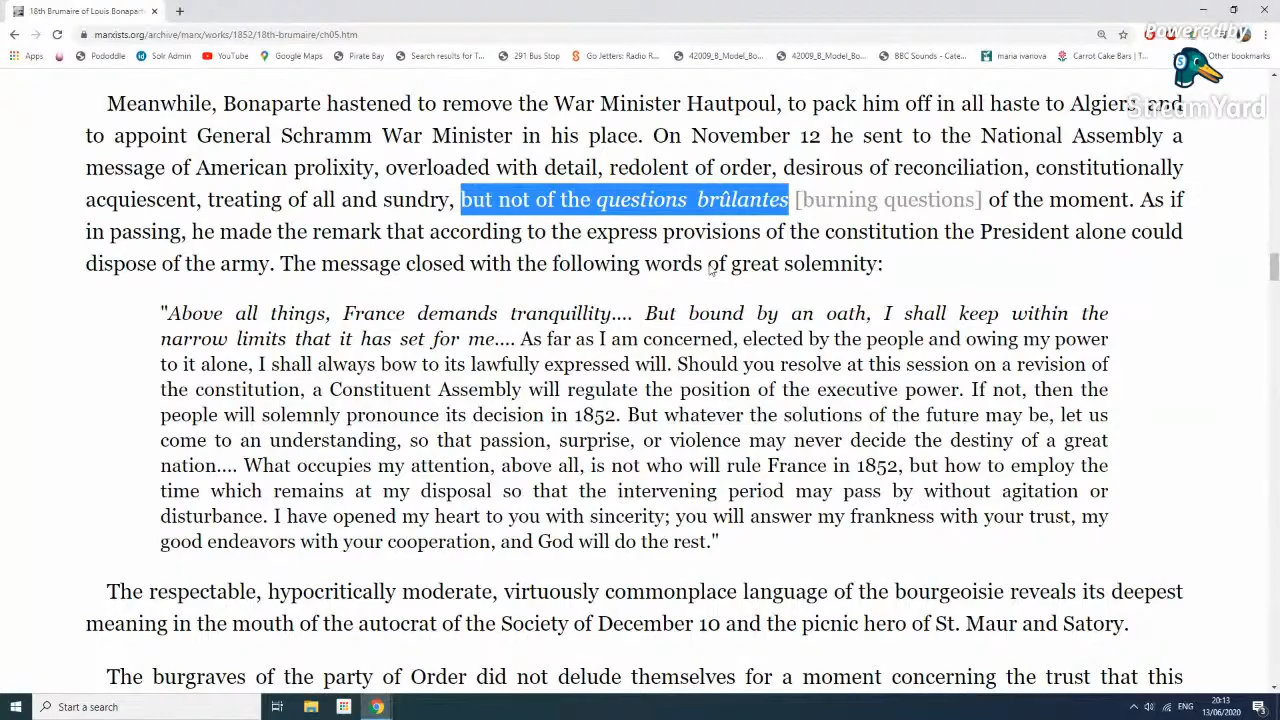 18th Brumaire of Louis Bonaparte
marxists.org/archive/marx/works/1852/18th-brumaire/ch05.htm
Powered by
Apps Pododdle Solr Admin YouTube Google Maps Pirate Bay Search results for T... 291 Bus Stop Go Jetters: Radio R... 42009_B_Model_Bo... 42009_B_Model_Bo... BBC Sounds - Cate... maria ivanova Carrot Cake Bars | T... Other bookmarks
StreamYard
Meanwhile, Bonaparte hastened to remove the War Minister Hautpoul, to pack him off in all haste to Algiers, and
to appoint General Schramm War Minister in his place. On November 12 he sent to the National Assembly a
message of American prolixity, overloaded with detail, redolent of order, desirous of reconciliation, constitutionally
acquiescent, treating of all and sundry, but not of the questions brûlantes [burning questions] of the moment. As if
in passing, he made the remark that according to the express provisions of the constitution the President alone could
dispose of the army. The message closed with the following words of great solemnity:
"Above all things, France demands tranquillity.... But bound by an oath, I shall keep within the
narrow limits that it has set for me.... As far as I am concerned, elected by the people and owing my power
to it alone, I shall always bow to its lawfully expressed will. Should you resolve at this session on a revision of
the constitution, a Constituent Assembly will regulate the position of the executive power. If not, then the
people will solemnly pronounce its decision in 1852. But whatever the solutions of the future may be, let us
come to an understanding, so that passion, surprise, or violence may never decide the destiny of a great
nation.... What occupies my attention, above all, is not who will rule France in 1852, but how to employ the
time which remains at my disposal so that the intervening period may pass by without agitation or
disturbance. I have opened my heart to you with sincerity; you will answer my frankness with your trust, my
good endeavors with your cooperation, and God will do the rest."
The respectable, hypocritically moderate, virtuously commonplace language of the bourgeoisie reveals its deepest
meaning in the mouth of the autocrat of the Society of December 10 and the picnic hero of St. Maur and Satory.
The burgraves of the party of Order did not delude themselves for a moment concerning the trust that this
Start a search
ENG
20:13
13/06/2020